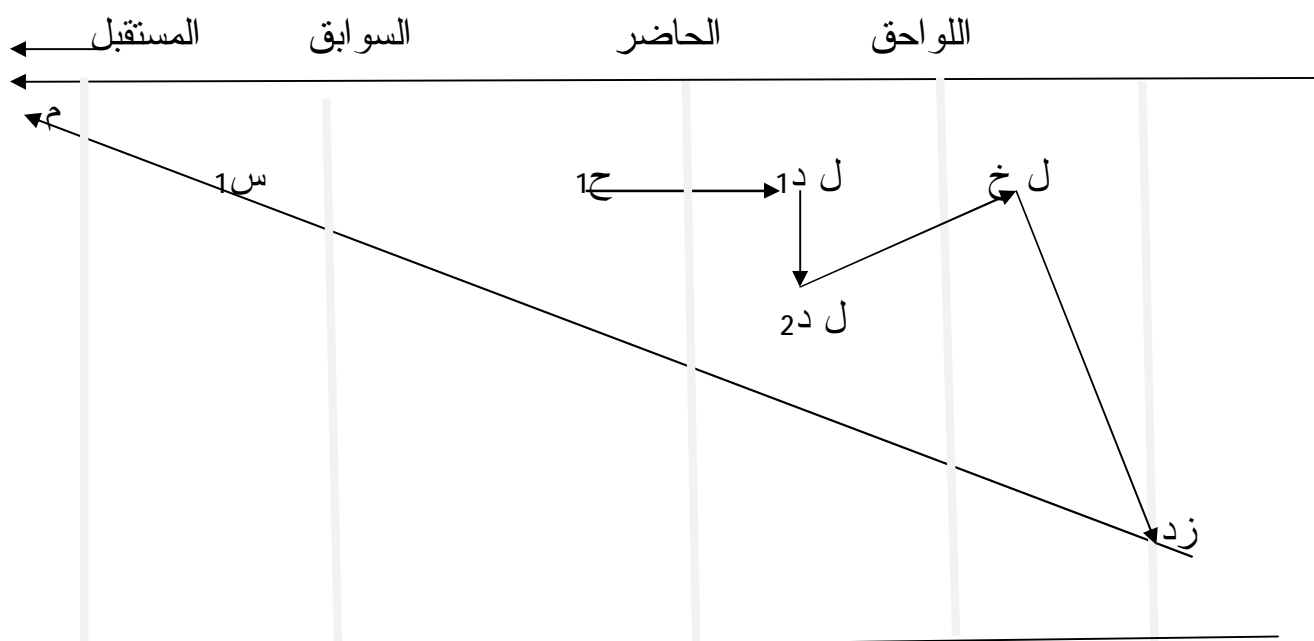 اللواحق الحاضر السوابق المستقبل
م
ل خ ل د1 ح1 س1
ل د2
زد